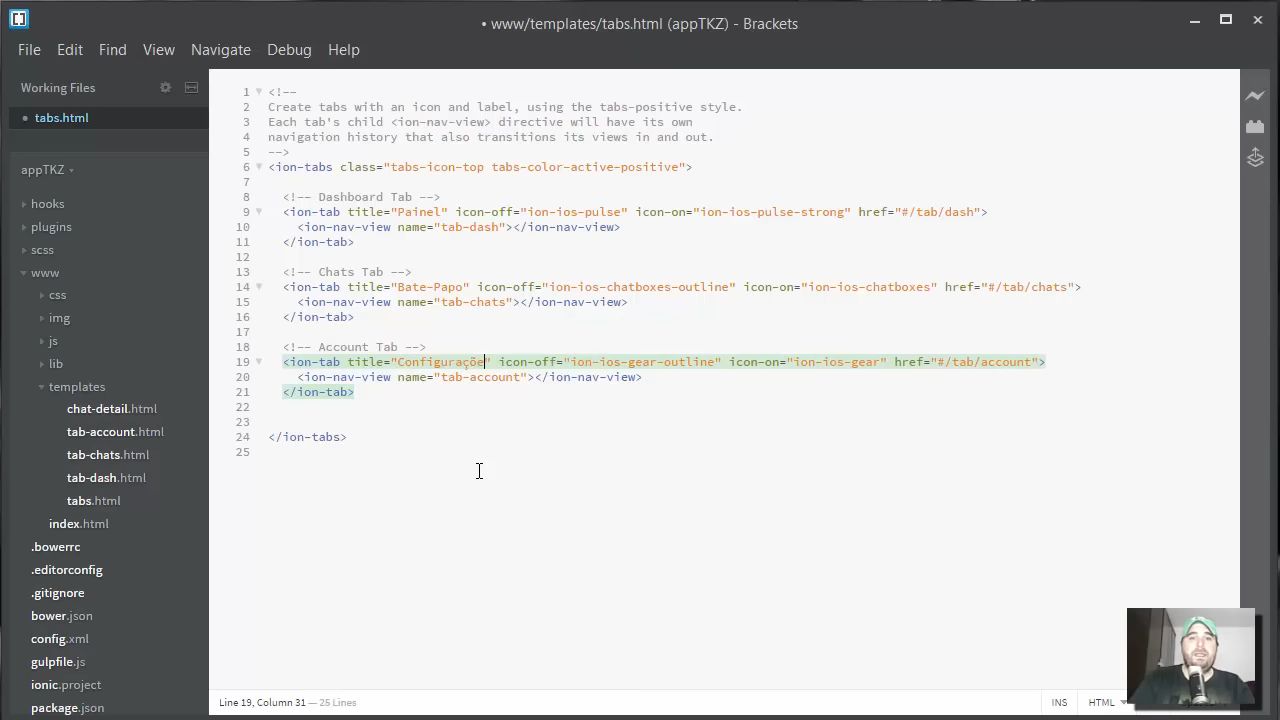 • www/templates/tabs.html (appTKZ) - Brackets
File Edit Find View Navigate Debug Help
Working Files
• tabs.html
appTKZ
hooks
plugins
scss
www
css
img
js
lib
templates
chat-detail.html
tab-account.html
tab-chats.html
tab-dash.html
tabs.html
index.html
.bowerrc
.editorconfig
.gitignore
bower.json
config.xml
gulpfile.js
ionic.project
package.json
1 <!--
2 Create tabs with an icon and label, using the tabs-positive style.
3 Each tab's child <ion-nav-view> directive will have its own
4 navigation history that also transitions its views in and out.
5 -->
6 <ion-tabs class="tabs-icon-top tabs-color-active-positive">
7
8 <!-- Dashboard Tab -->
9 <ion-tab title="Painel" icon-off="ion-ios-pulse" icon-on="ion-ios-pulse-strong" href="#/tab/dash">
10 <ion-nav-view name="tab-dash"></ion-nav-view>
11 </ion-tab>
12
13 <!-- Chats Tab -->
14 <ion-tab title="Bate-Papo" icon-off="ion-ios-chatboxes-outline" icon-on="ion-ios-chatboxes" href="#/tab/chats">
15 <ion-nav-view name="tab-chats"></ion-nav-view>
16 </ion-tab>
17
18 <!-- Account Tab -->
19 <ion-tab title="Configuraçõe" icon-off="ion-ios-gear-outline" icon-on="ion-ios-gear" href="#/tab/account">
20 <ion-nav-view name="tab-account"></ion-nav-view>
21 </ion-tab>
22
23
24 </ion-tabs>
25
Line 19, Column 31 — 25 Lines
INS HTML